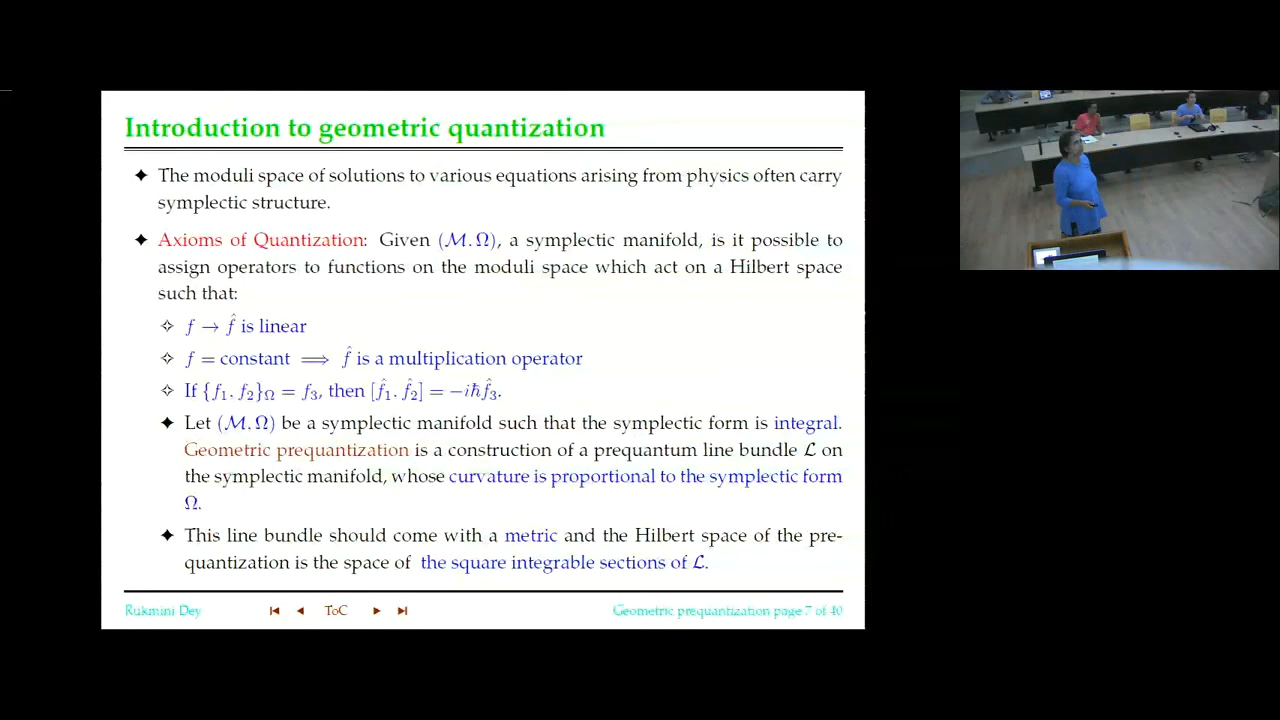 Introduction to geometric quantization
✦ The moduli space of solutions to various equations arising from physics often carry
symplectic structure.
✦ Axioms of Quantization: Given (ℳ, Ω), a symplectic manifold, is it possible to
assign operators to functions on the moduli space which act on a Hilbert space
such that:
✧ f → f̂ is linear
✧ f = constant ⟹ f̂ is a multiplication operator
✧ If {f₁, f₂}_Ω = f₃, then [f̂₁, f̂₂] = −iℏf̂₃.
✦ Let (ℳ, Ω) be a symplectic manifold such that the symplectic form is integral.
Geometric prequantization is a construction of a prequantum line bundle ℒ on
the symplectic manifold, whose curvature is proportional to the symplectic form
Ω.
✦ This line bundle should come with a metric and the Hilbert space of the pre-
quantization is the space of the square integrable sections of ℒ.
Rukmini Dey ToC Geometric prequantization page 7 of 40